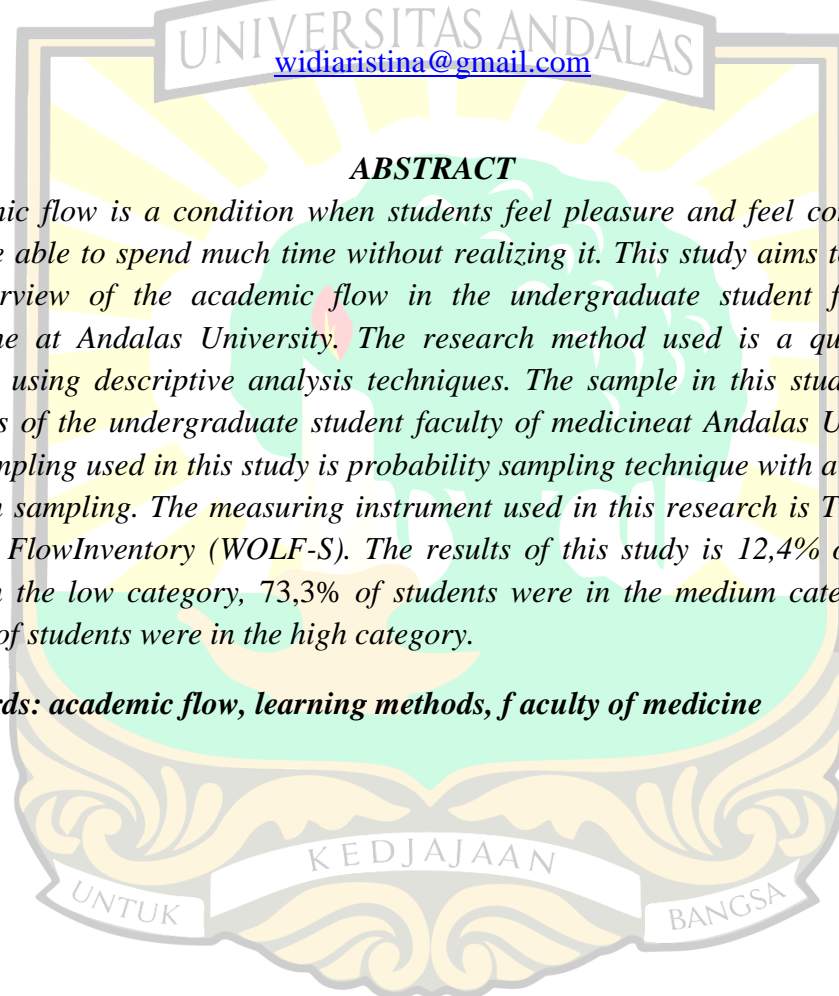 UNIVERSITAS ANDALAS
widiaristina@gmail.com
ABSTRACT
nic flow is a condition when students feel pleasure and feel co
e able to spend much time without realizing it. This study aims t
rview of the academic flow in the undergraduate student f
ne at Andalas University. The research method used is a qu
using descriptive analysis techniques. The sample in this stud
s of the undergraduate student faculty of medicineat Andalas U
mpling used in this study is probability sampling technique with a
n sampling. The measuring instrument used in this research is T
FlowInventory (WOLF-S). The results of this study is 12,4% o
n the low category, 73,3% of students were in the medium cate
of students were in the high category.
rds: academic flow, learning methods, f aculty of medicine
KEDJAJAAN
UNTUK
BANGSA